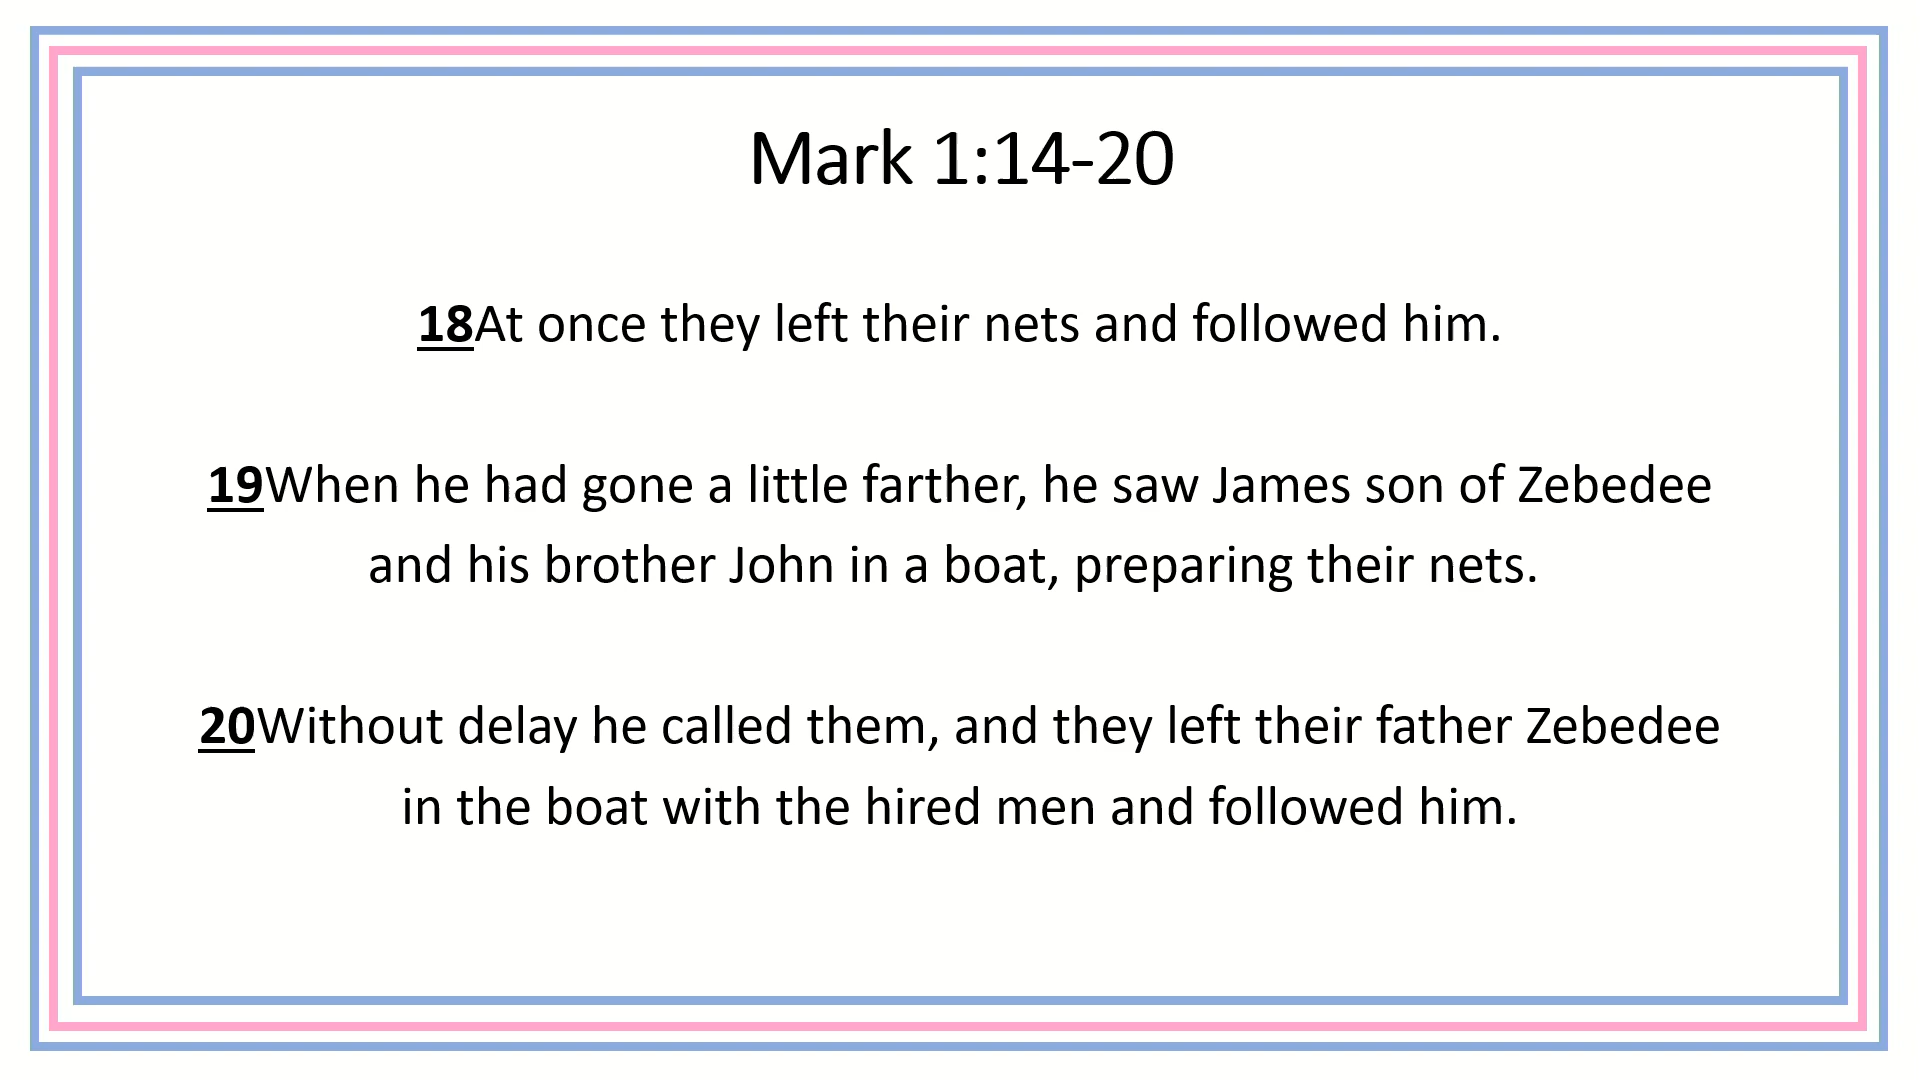 Mark 1:14-20
18At once they left their nets and followed him.
19When he had gone a little farther, he saw James son of Zebedee
and his brother John in a boat, preparing their nets.
20Without delay he called them, and they left their father Zebedee
in the boat with the hired men and followed him.